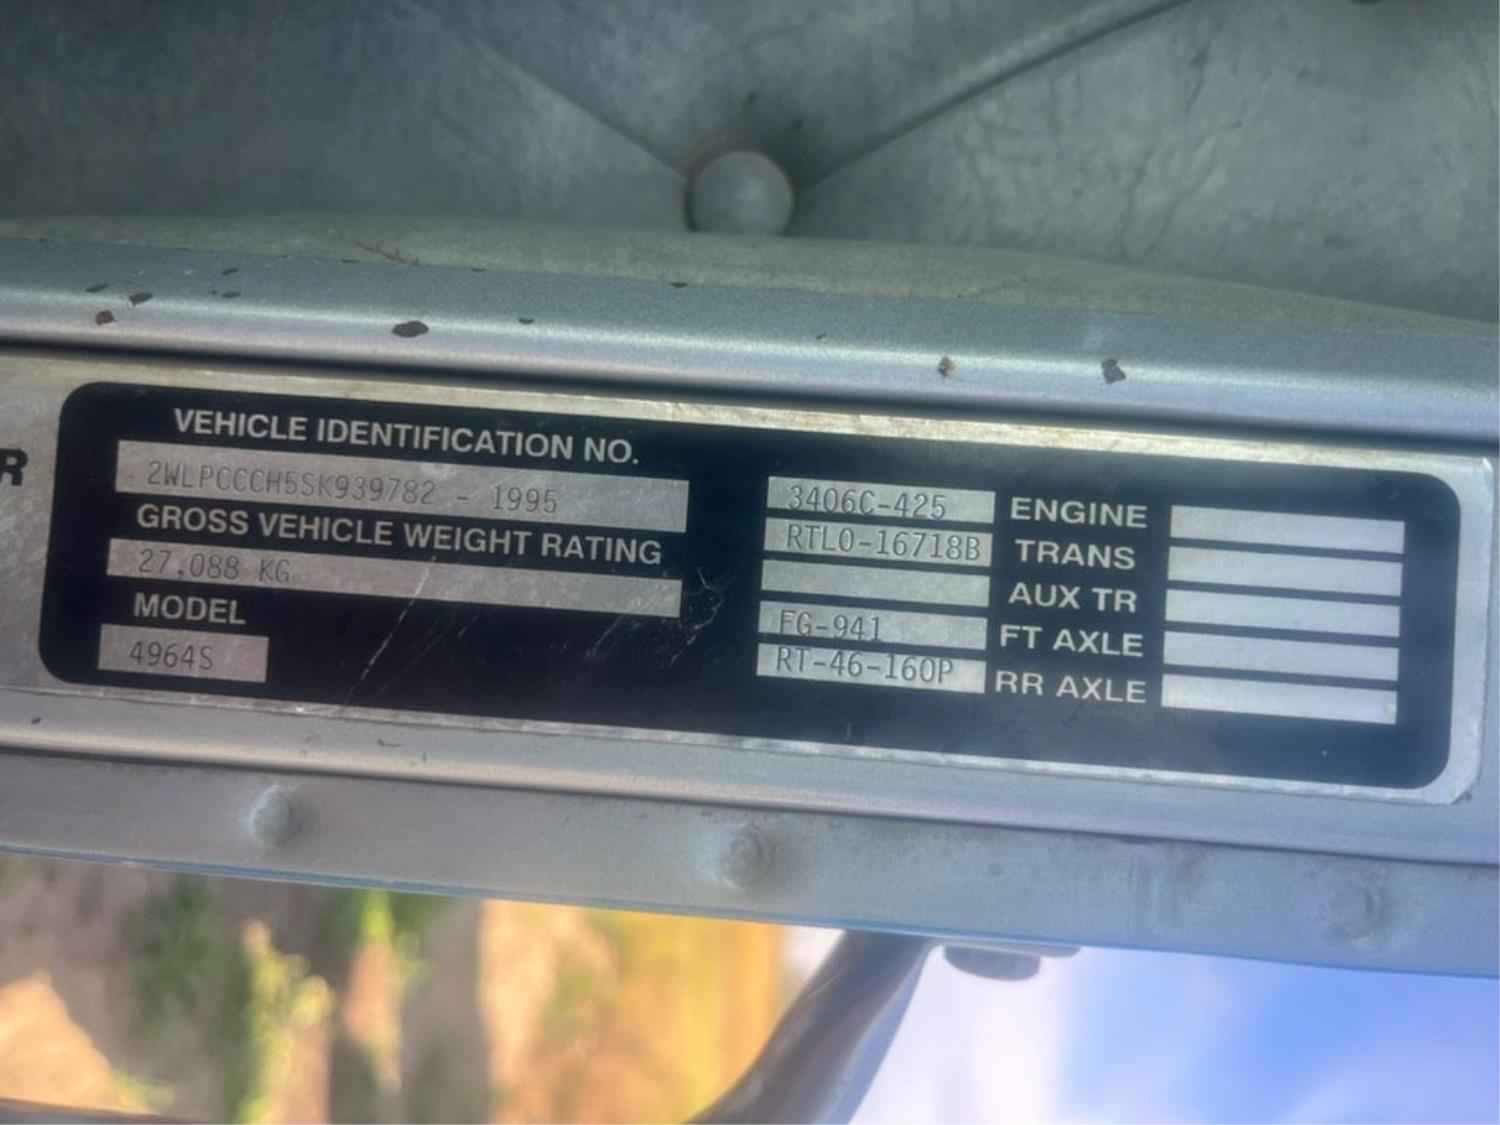 R
VEHICLE IDENTIFICATION NO.
2WLPCCCH5SK939782 - 1995
GROSS VEHICLE WEIGHT RATING
27,088 KG
MODEL
4964S
3406C-425 ENGINE
RTLO-16718B TRANS
AUX TR
FG-941 FT AXLE
RT-46-160P RR AXLE